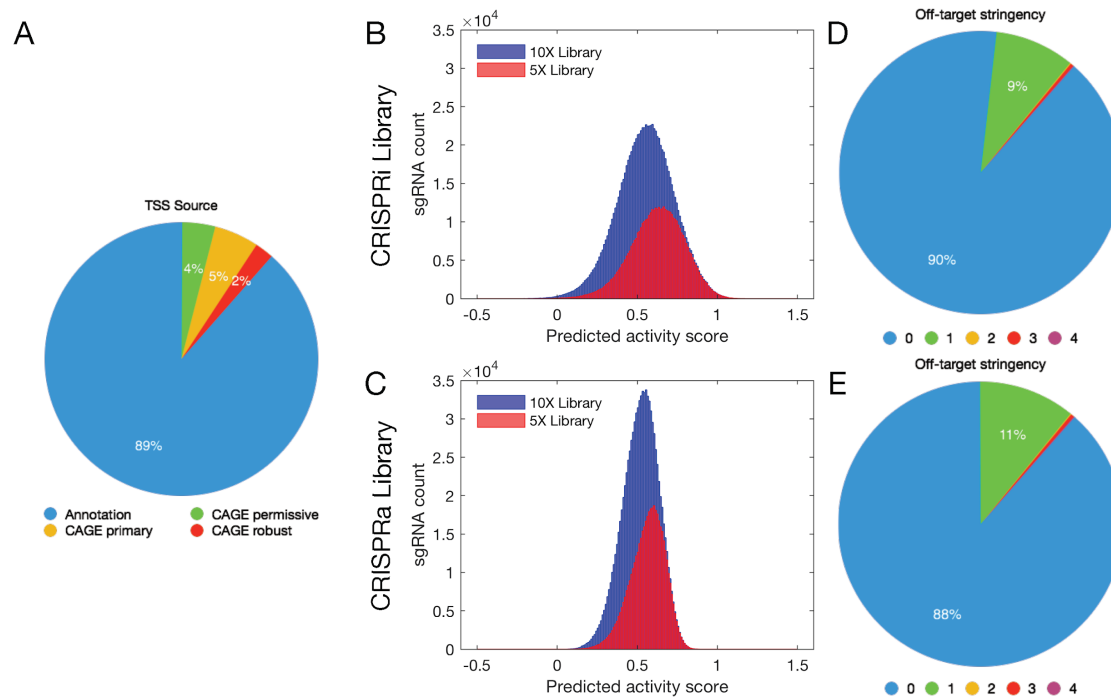 A
TSS Source
4%
5%
2%
89%
Annotation
CAGE permissive
CAGE primary
CAGE robust
B
CRISPRi Library
sgRNA count
×10⁴
3.5
3
2.5
2
1.5
1
0.5
0
10X Library
5X Library
-0.5
0
0.5
1
1.5
Predicted activity score
C
CRISPRa Library
sgRNA count
×10⁴
3.5
3
2.5
2
1.5
1
0.5
0
10X Library
5X Library
-0.5
0
0.5
1
1.5
Predicted activity score
D
Off-target stringency
9%
90%
0 1 2 3 4
E
Off-target stringency
11%
88%
0 1 2 3 4